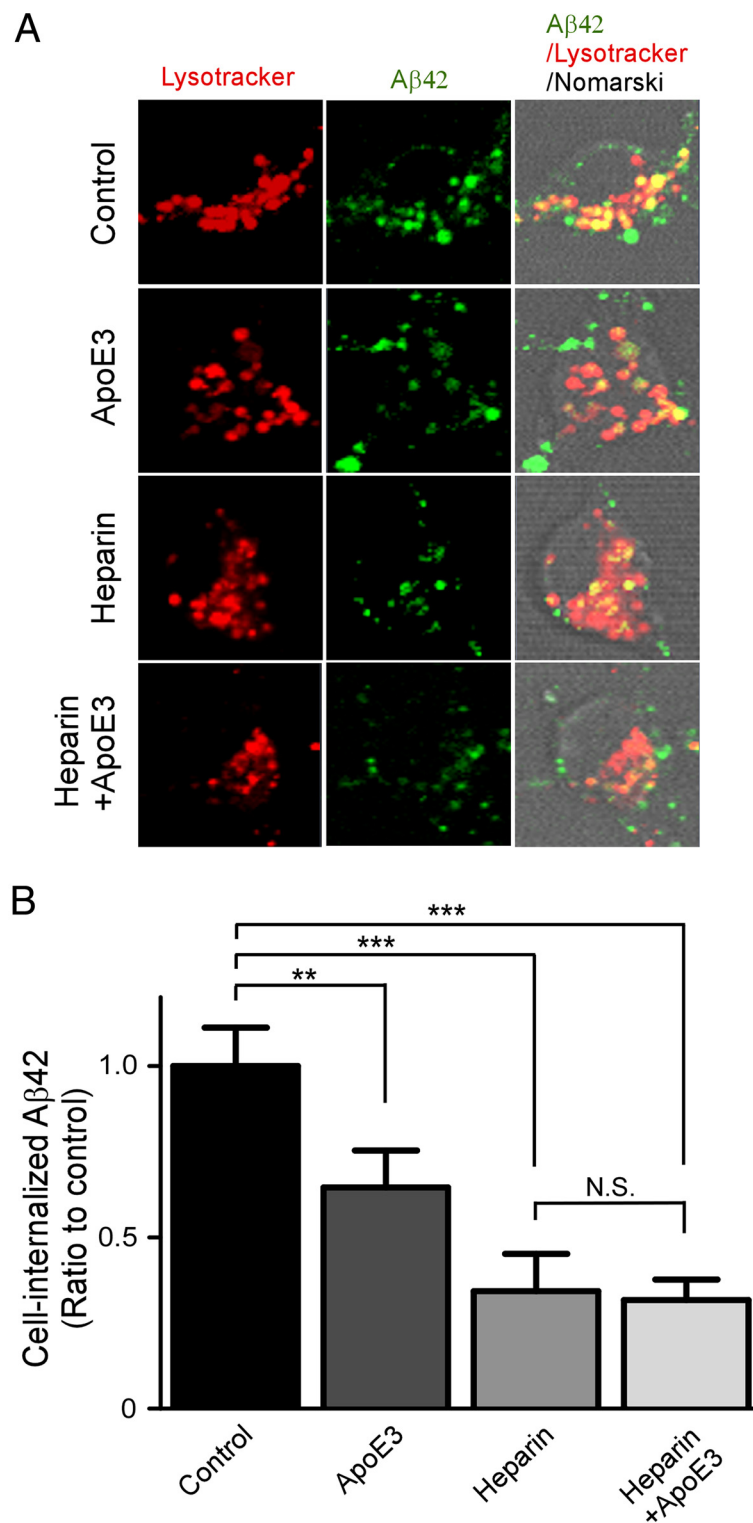 A
Lysotracker
Aβ42
Aβ42
/Lysotracker
/Nomarski
Control
ApoE3
Heparin
Heparin
+ApoE3
B
***
***
**
N.S.
Cell-internalized Aβ42
(Ratio to control)
1.0
0.5
0
Control
ApoE3
Heparin
Heparin
+ApoE3